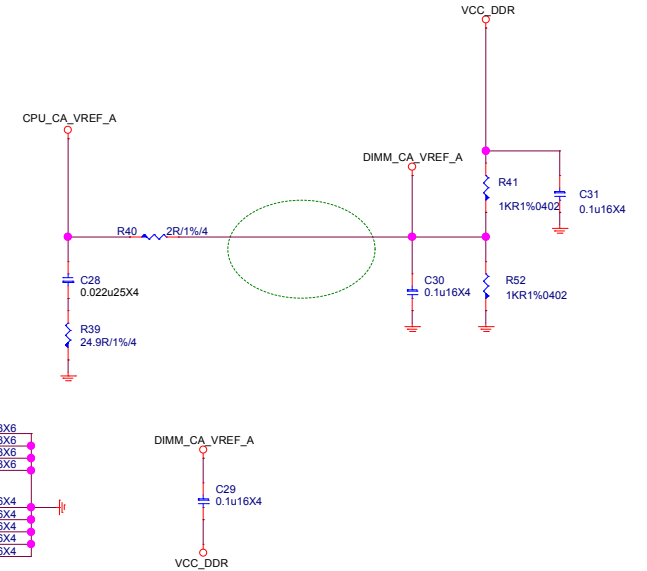 VCC_DDR
CPU_CA_VREF_A
DIMM_CA_VREF_A
R41
1KR1%0402
C31
0.1u16X4
R40
2R/1%/4
C28
0.022u25X4
C30
0.1u16X4
R52
1KR1%0402
R39
24.9R/1%/4
DIMM_CA_VREF_A
C29
0.1u16X4
VCC_DDR